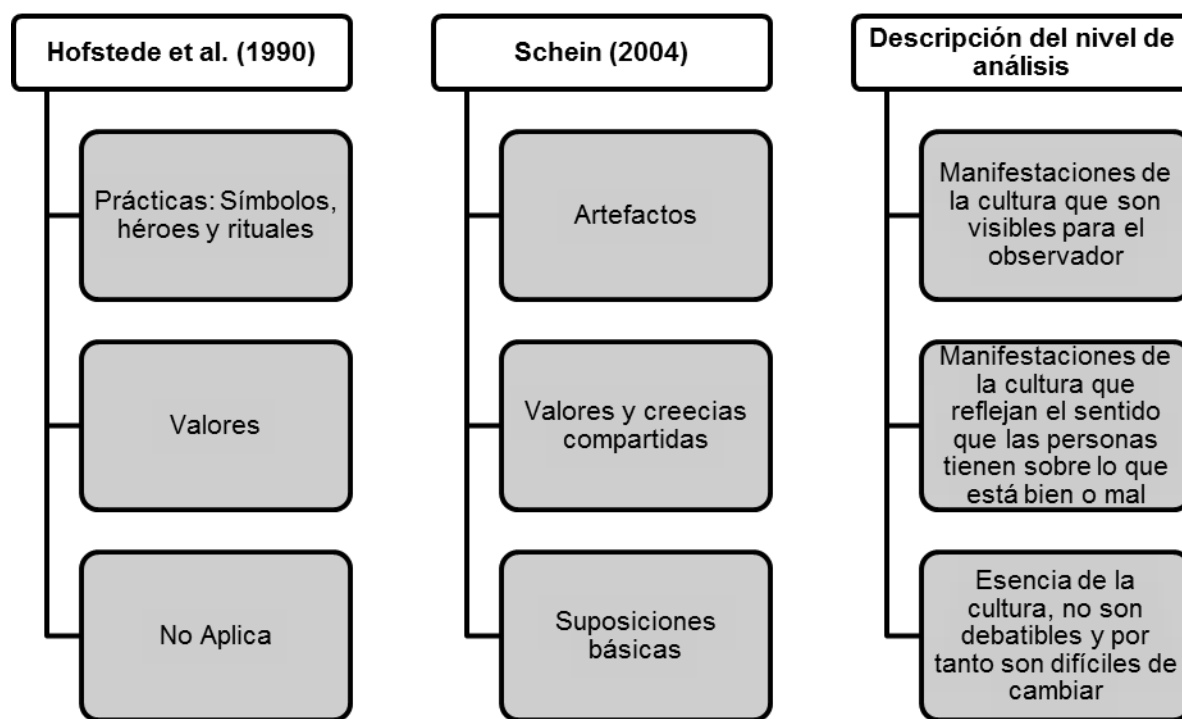 Hofstede et al. (1990)
Prácticas: Símbolos,
héroes y rituales
Valores
No Aplica
Schein (2004)
Artefactos
Valores y creecias
compartidas
Suposiciones
básicas
Descripción del nivel de
análisis
Manifestaciones de
la cultura que son
visibles para el
observador
Manifestaciones de
la cultura que
reflejan el sentido
que las personas
tienen sobre lo que
está bien o mal
Esencia de la
cultura, no son
debatibles y por
tanto son difíciles de
cambiar